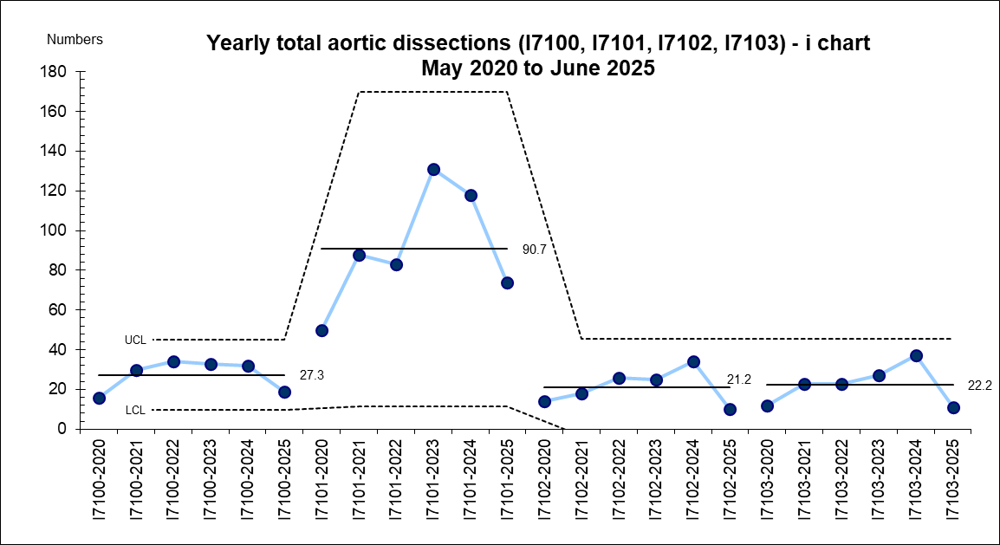 Numbers
Yearly total aortic dissections (I7100, I7101, I7102, I7103) - i chart
May 2020 to June 2025
180
160
140
120
100
80
60
40
20
0
UCL
LCL
27.3
90.7
21.2
22.2
I7100-2020
I7100-2021
I7100-2022
I7100-2023
I7100-2024
I7100-2025
I7101-2020
I7101-2021
I7101-2022
I7101-2023
I7101-2024
I7101-2025
I7102-2020
I7102-2021
I7102-2022
I7102-2023
I7102-2024
I7102-2025
I7103-2020
I7103-2021
I7103-2022
I7103-2023
I7103-2024
I7103-2025